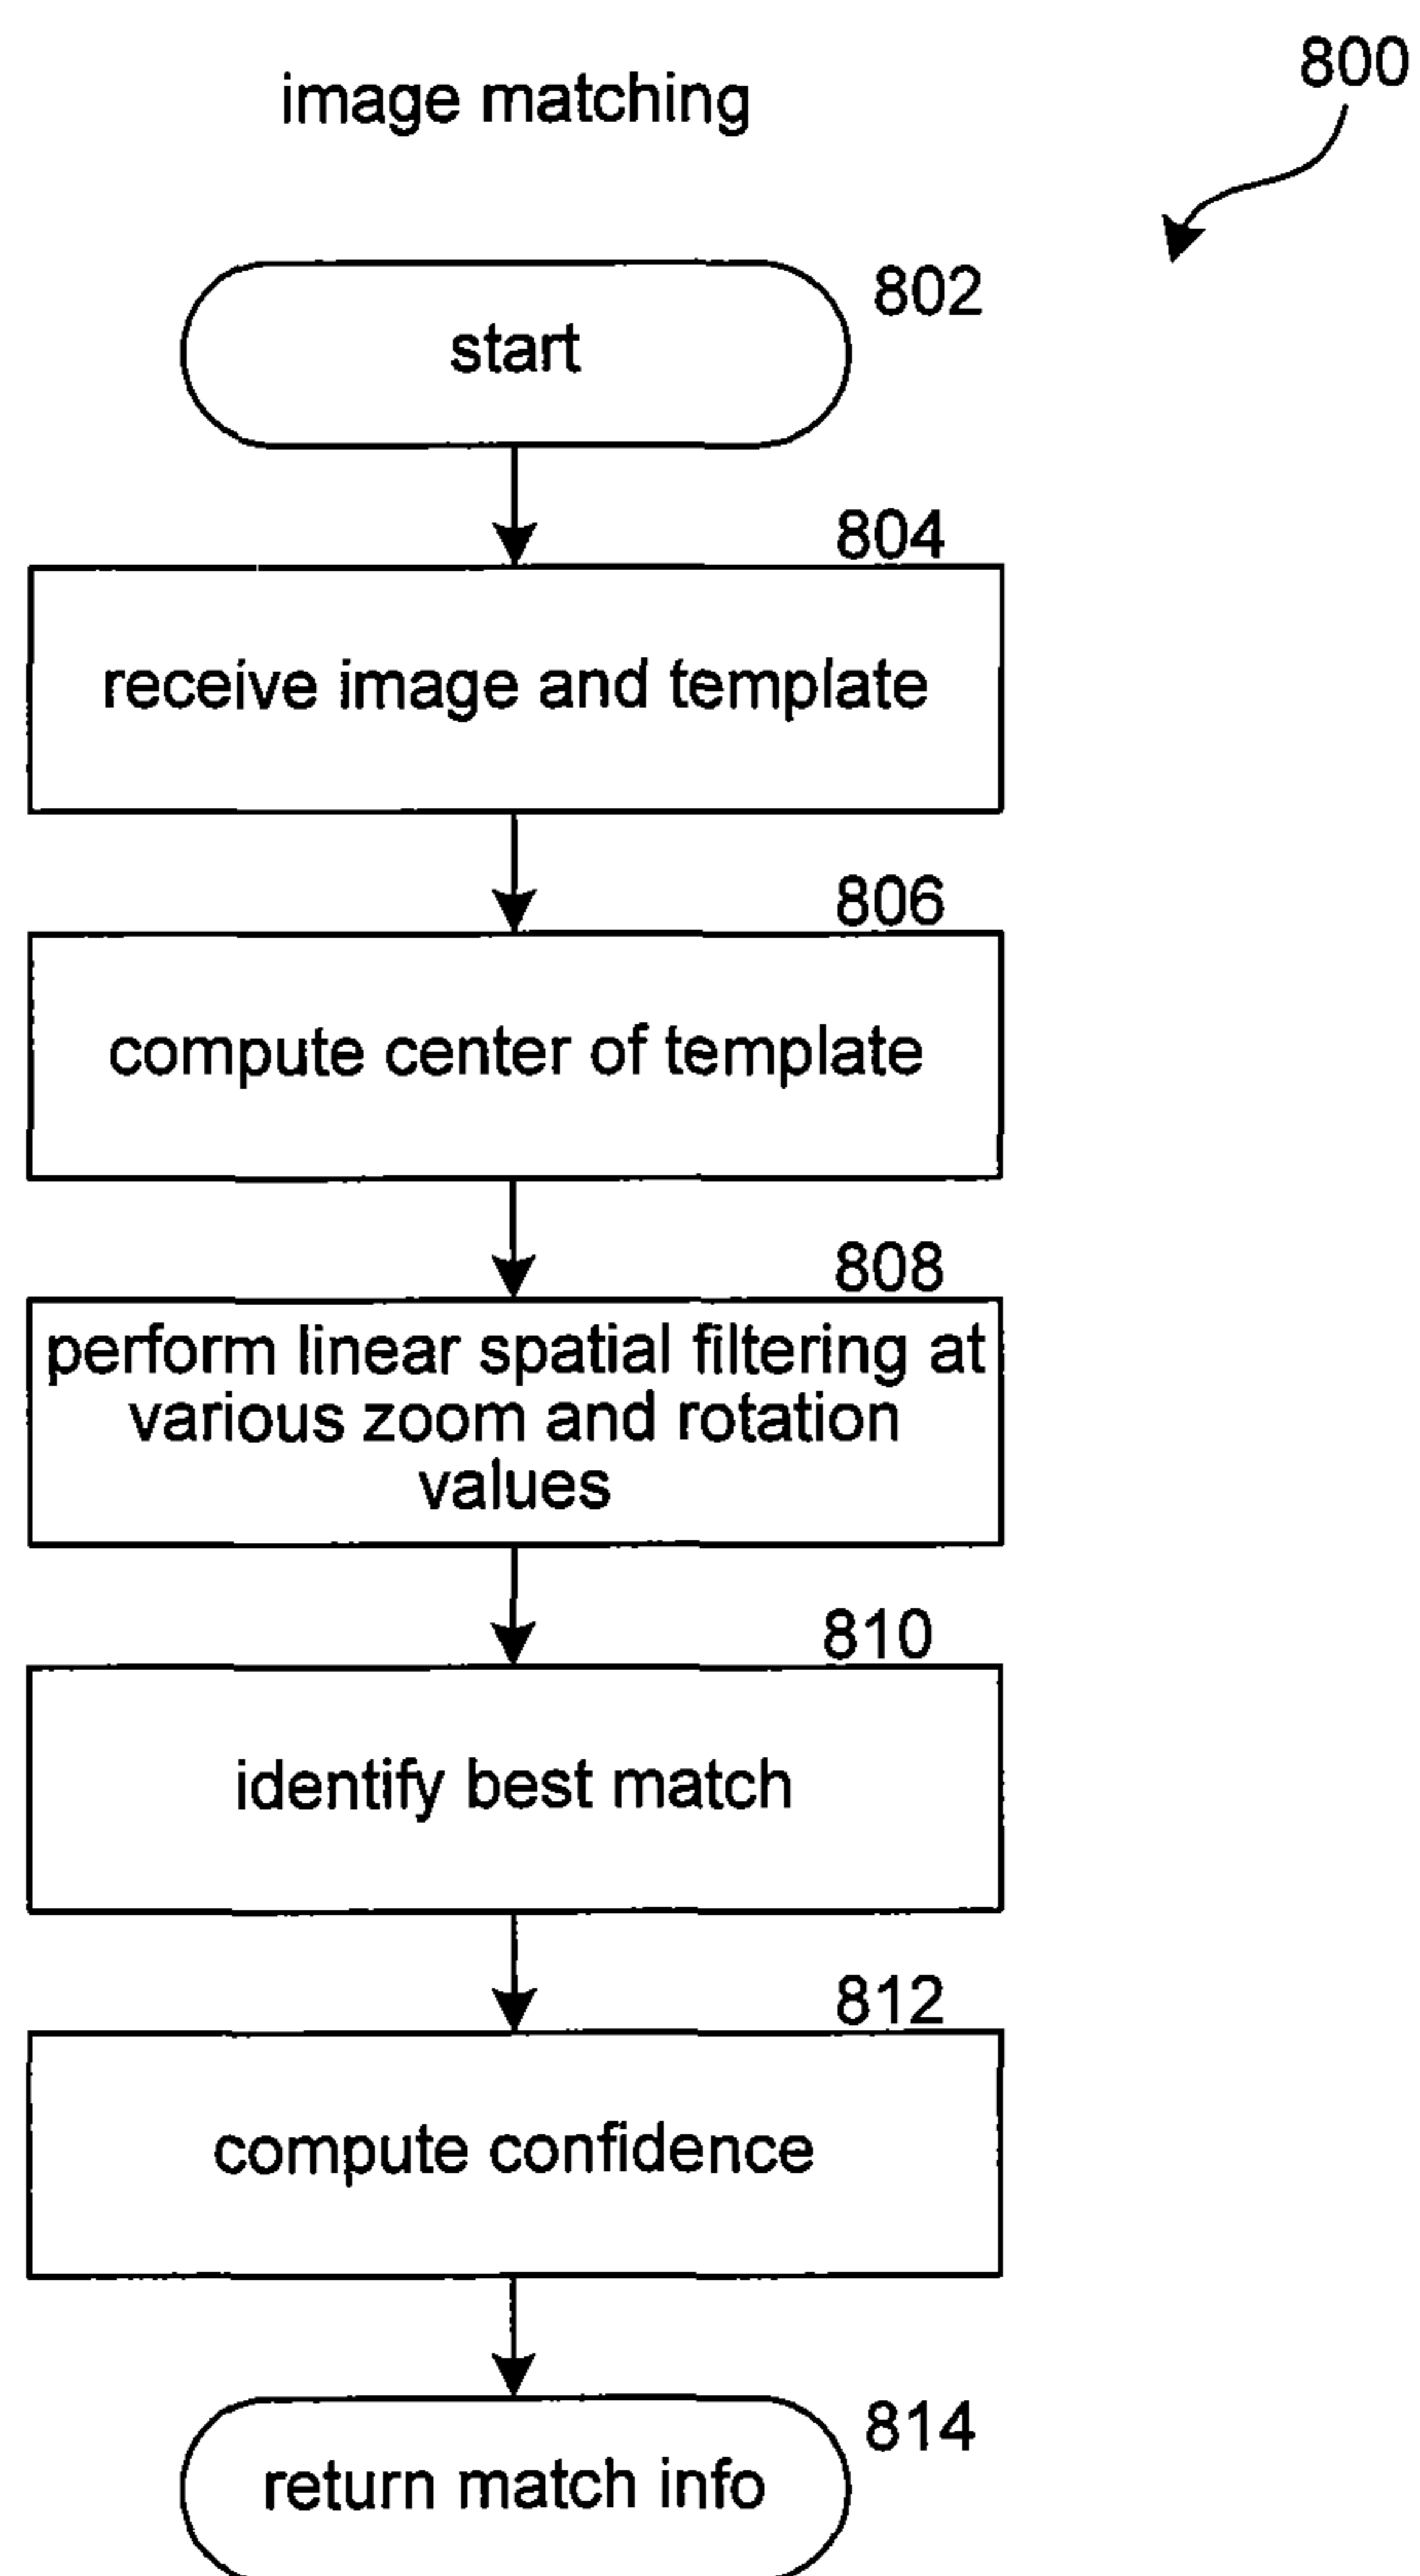 800
image matching
802
start
804
receive image and template
806
compute center of template
808
perform linear spatial filtering at
various zoom and rotation
values
810
identify best match
812
compute confidence
814
return match info